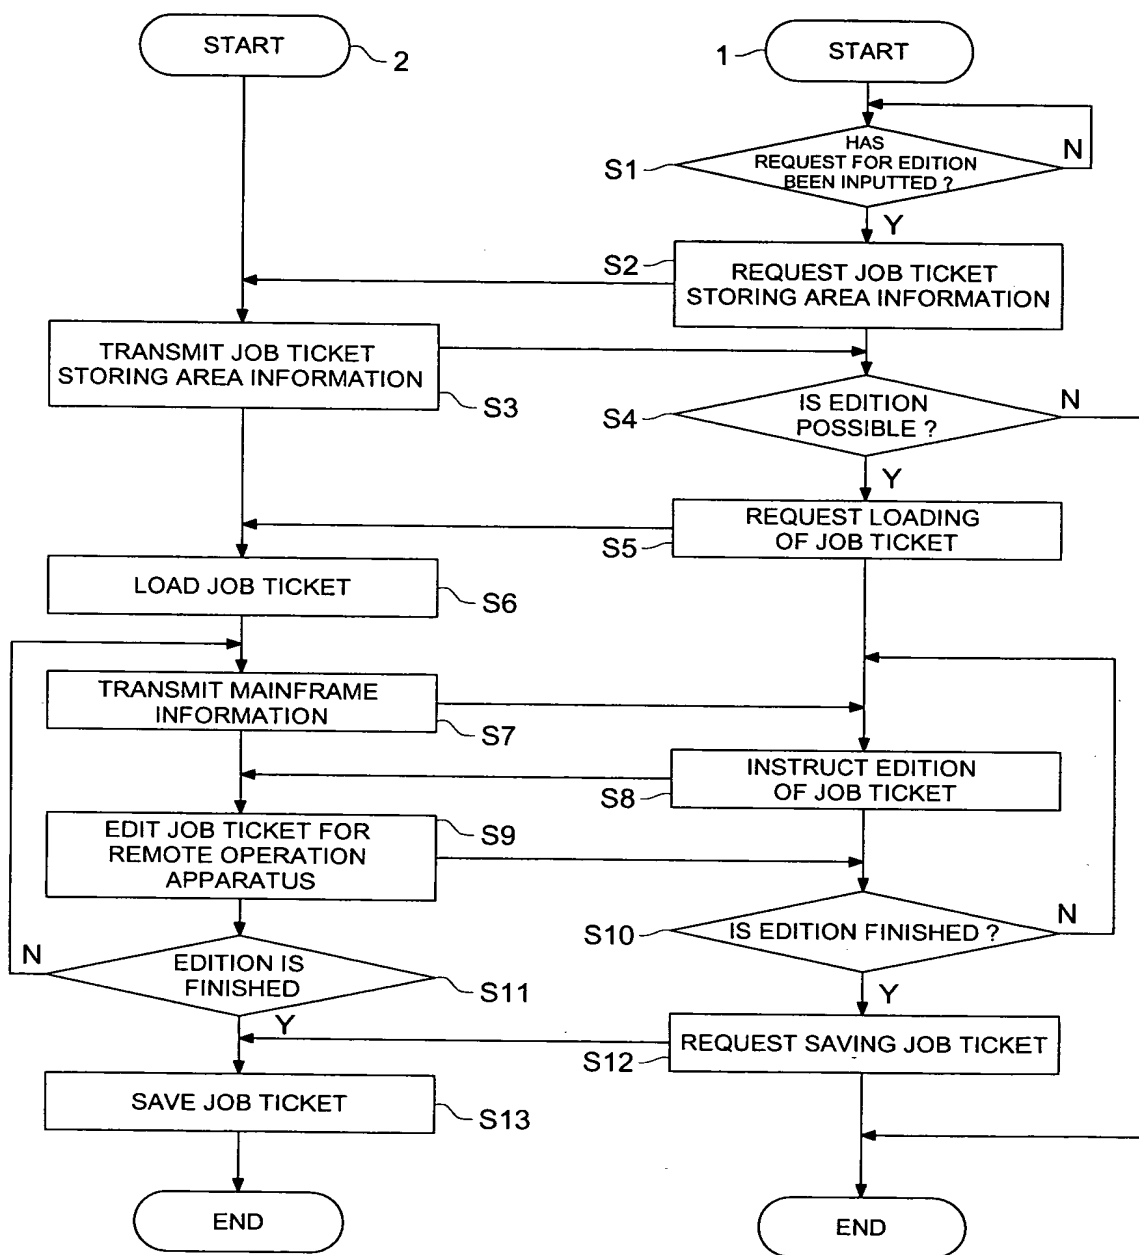 START
2
1
START
HAS
REQUEST FOR EDITION
BEEN INPUTTED ?
N
S1
Y
S2
REQUEST JOB TICKET
STORING AREA INFORMATION
TRANSMIT JOB TICKET
STORING AREA INFORMATION
S3
S4
IS EDITION
POSSIBLE ?
N
Y
REQUEST LOADING
OF JOB TICKET
S5
LOAD JOB TICKET
S6
TRANSMIT MAINFRAME
INFORMATION
S7
INSTRUCT EDITION
OF JOB TICKET
S8
EDIT JOB TICKET FOR
REMOTE OPERATION
APPARATUS
S9
S10
IS EDITION FINISHED ?
N
N
EDITION IS
FINISHED
S11
Y
Y
REQUEST SAVING JOB TICKET
S12
SAVE JOB TICKET
S13
END
END